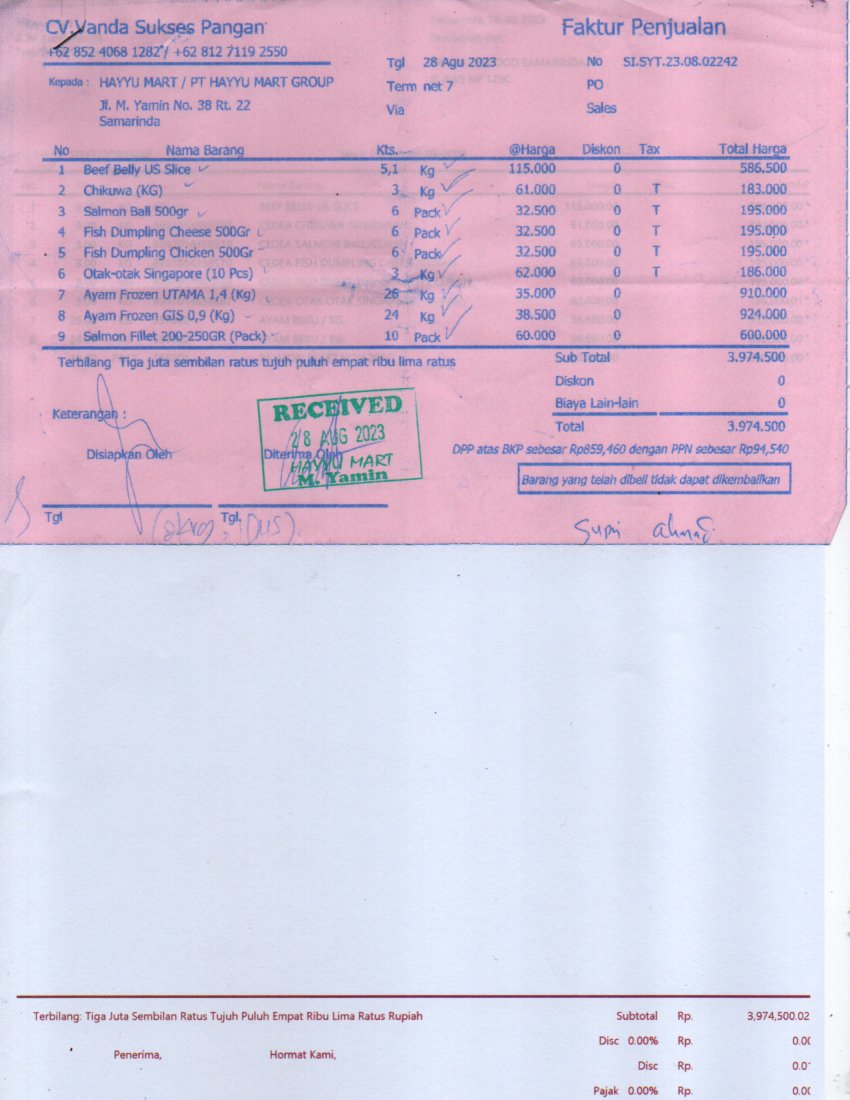 CV.Vanda Sukses Pangan
+62 852 4068 1282 / +62 812 7119 2550
Faktur Penjualan
Kepada : HAYYU MART / PT HAYYU MART GROUP
Jl. M. Yamin No. 38 Rt. 22
Samarinda
Tgl 28 Agu 2023
Term net 7
Via
No SI.SYT.23.08.02242
PO
Sales
No Nama Barang Kts. @Harga Diskon Tax Total Harga
1 Beef Belly US Slice 5,1 Kg 115.000 0 586.500
2 Chikuwa (KG) 3 Kg 61.000 0 T 183.000
3 Salmon Ball 500gr 6 Pack 32.500 0 T 195.000
4 Fish Dumpling Cheese 500Gr 6 Pack 32.500 0 T 195.000
5 Fish Dumpling Chicken 500Gr 6 Pack 32.500 0 T 195.000
6 Otak-otak Singapore (10 Pcs) 3 Kg 62.000 0 T 186.000
7 Ayam Frozen UTAMA 1,4 (Kg) 26 Kg 35.000 0 910.000
8 Ayam Frozen GIS 0,9 (Kg) 24 Kg 38.500 0 924.000
9 Salmon Fillet 200-250GR (Pack) 10 Pack 60.000 0 600.000
Terbilang Tiga juta sembilan ratus tujuh puluh empat ribu lima ratus
Sub Total 3.974.500
Diskon 0
Biaya Lain-lain 0
Total 3.974.500
Keterangan :
Disiapkan Oleh
Diterima Oleh
RECEIVED
28 AUG 2023
HAYYU MART
M. Yamin
DPP atas BKP sebesar Rp859,460 dengan PPN sebesar Rp94,540
Barang yang telah dibeli tidak dapat dikembalikan
Tgl
Tgl,
Supri ahmad
Terbilang: Tiga Juta Sembilan Ratus Tujuh Puluh Empat Ribu Lima Ratus Rupiah
Subtotal Rp. 3,974,500.02
Disc 0.00% Rp.
Disc Rp.
Pajak 0.00% Rp.
Penerima,
Hormat Kami,